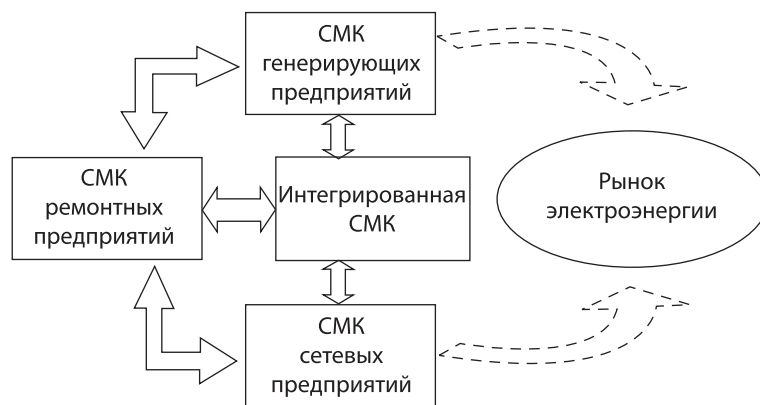 СМК
генерирующих
предприятий
СМК
ремонтных
предприятий
Интегрированная
СМК
Рынок
электроэнергии
СМК
сетевых
предприятий